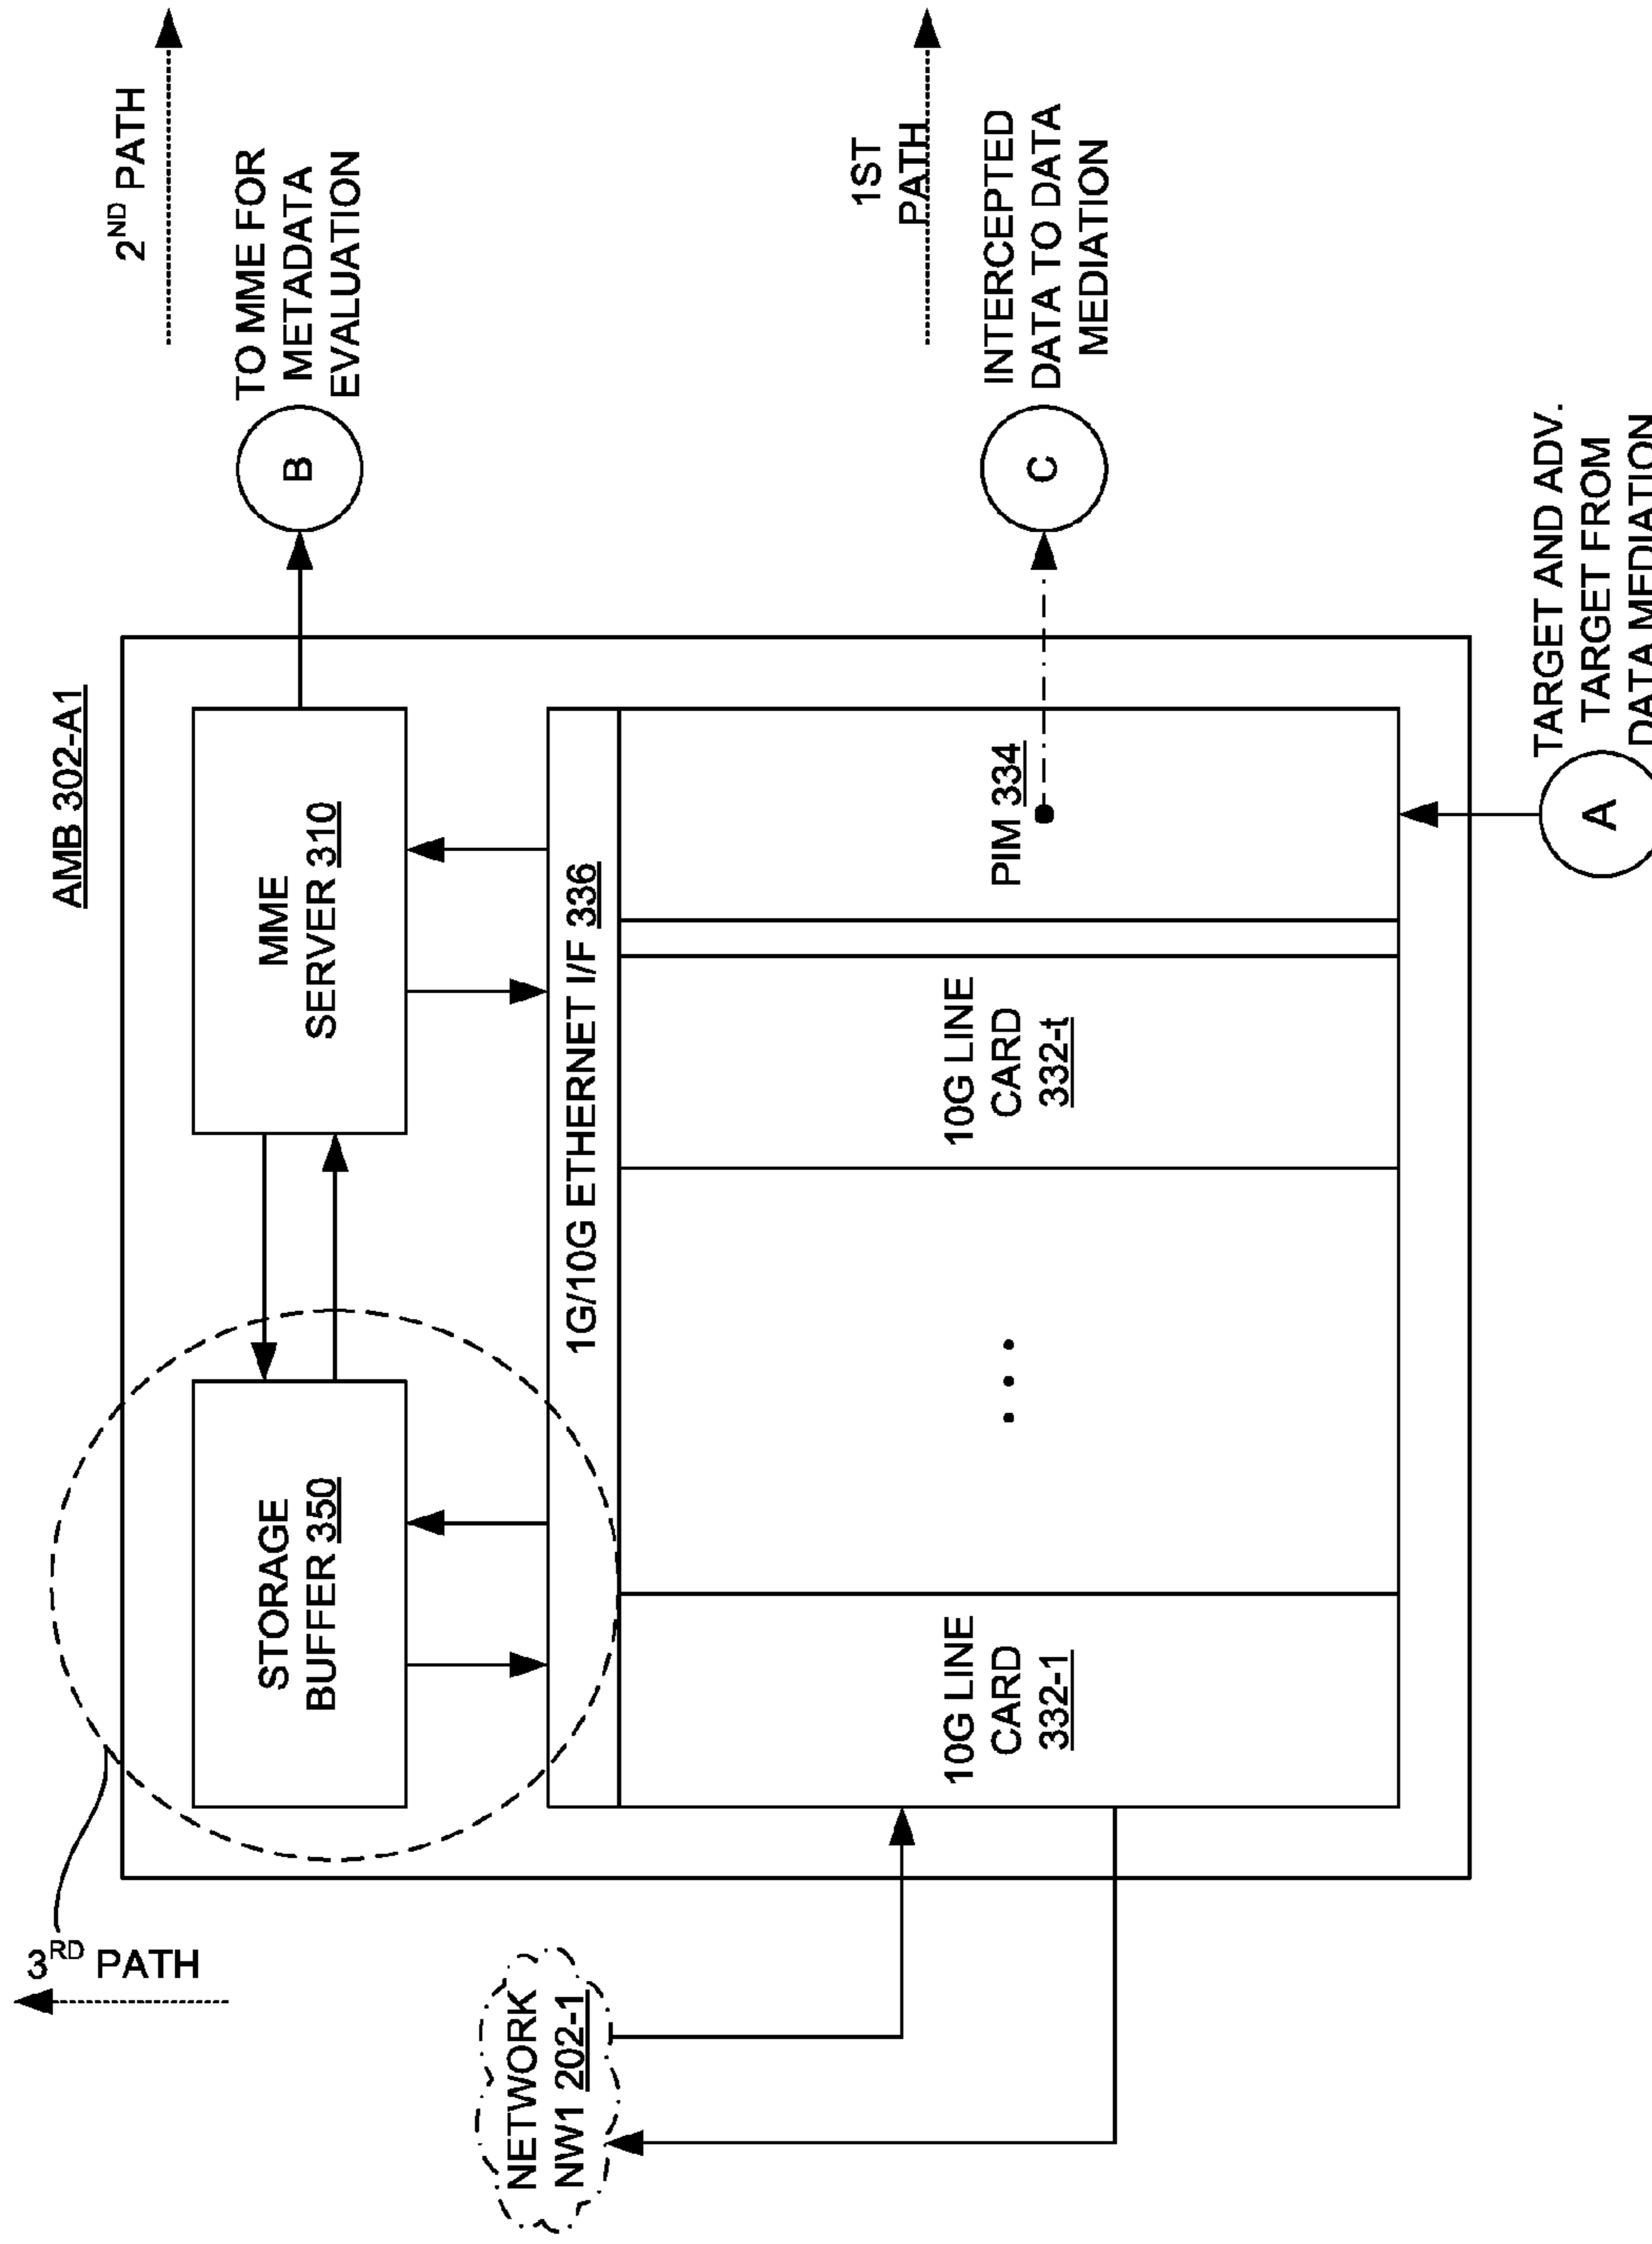 AMB 302-A1
3RD PATH
2ND PATH
STORAGE
BUFFER 350
MME
SERVER 310
B
TO MME FOR
METADATA
EVALUATION
NETWORK
NW1 202-1
1G/10G ETHERNET I/F 336
10G LINE
CARD
332-1
. . .
10G LINE
CARD
332-t
PIM 334
1ST
PATH
C
INTERCEPTED
DATA TO DATA
MEDIATION
A
TARGET AND ADV.
TARGET FROM
DATA MEDIATION